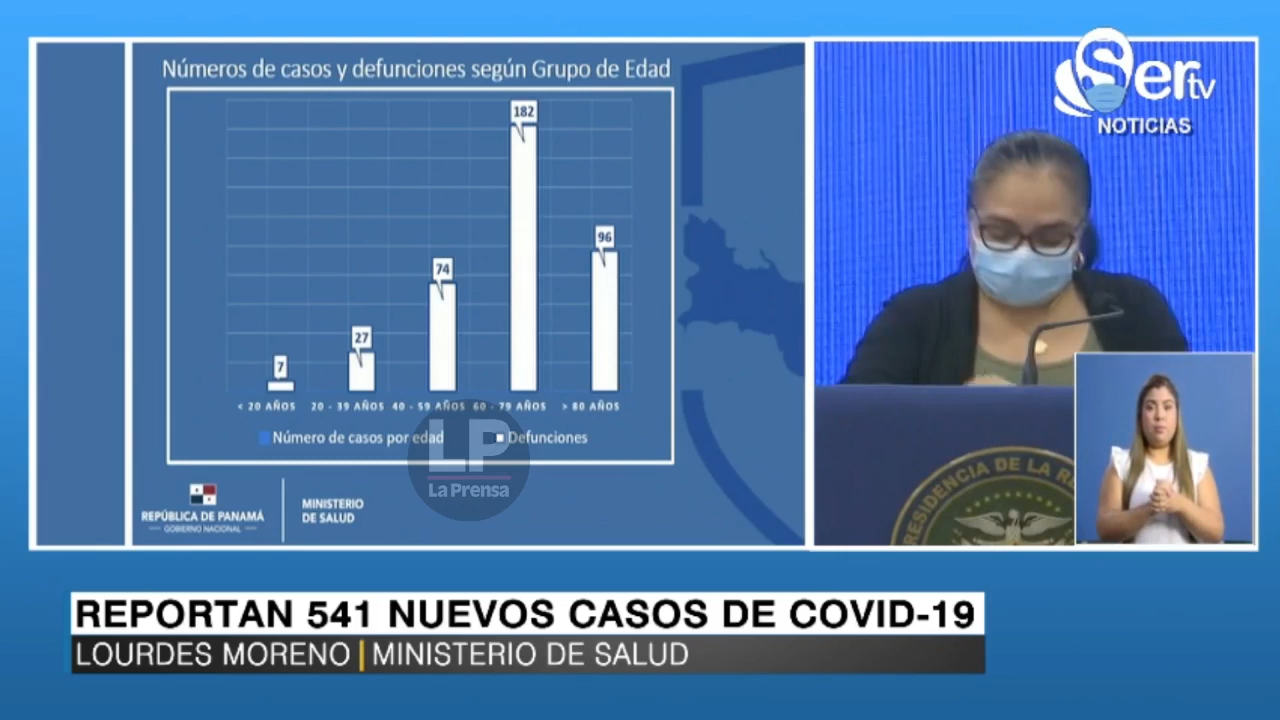 Números de casos y defunciones según Grupo de Edad
182
96
74
27
7
< 20 AÑOS 20 - 39 AÑOS 40 - 59 AÑOS 60 - 79 AÑOS > 80 AÑOS
Número de casos por edad Defunciones
LP
La Prensa
REPÚBLICA DE PANAMÁ
— GOBIERNO NACIONAL —
MINISTERIO
DE SALUD
Ser tv
NOTICIAS
RESIDENCIA DE LA RE
REPORTAN 541 NUEVOS CASOS DE COVID-19
LOURDES MORENO | MINISTERIO DE SALUD